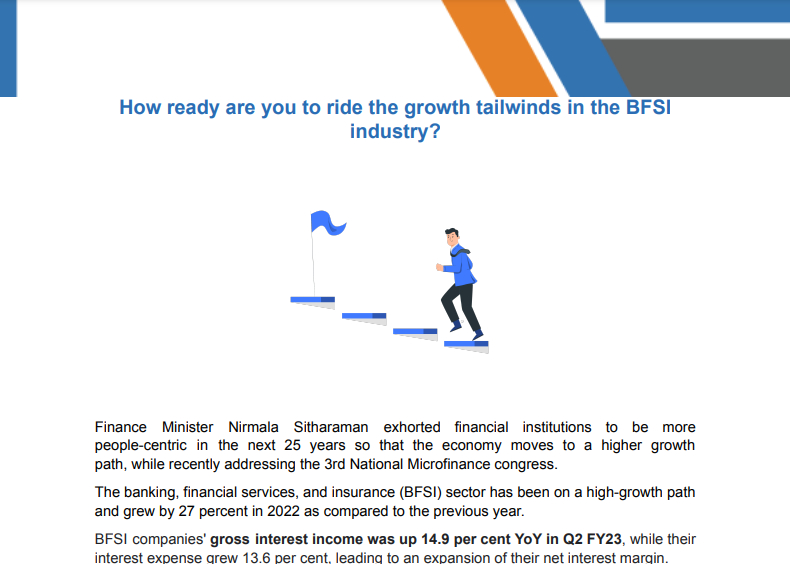 How ready are you to ride the growth tailwinds in the BFSI
industry?
Finance Minister Nirmala Sitharaman exhorted financial institutions to be more
people-centric in the next 25 years so that the economy moves to a higher growth
path, while recently addressing the 3rd National Microfinance congress.
The banking, financial services, and insurance (BFSI) sector has been on a high-growth path
and grew by 27 percent in 2022 as compared to the previous year.
BFSI companies' gross interest income was up 14.9 per cent YoY in Q2 FY23, while their
interest expense grew 13.6 per cent, leading to an expansion of their net interest margin.